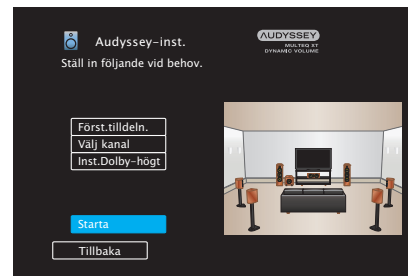 Audyssey-inst.
AUDYSSEY
MULTEQ XT
DYNAMIC VOLUME
Ställ in följande vid behov.
Först.tilldeln.
Välj kanal
Inst.Dolby-högt
Starta
Tillbaka